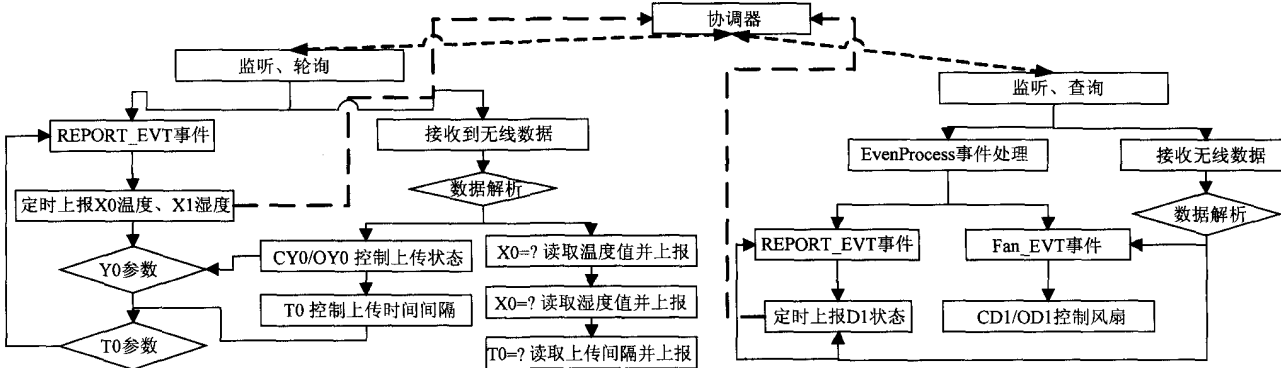 协调器
监听、轮询
REPORT_EVT事件
定时上报X0温度、X1湿度
Y0参数
T0参数
接收到无线数据
数据解析
CY0/OY0 控制上传状态
T0 控制上传时间间隔
X0=? 读取温度值并上报
X0=? 读取湿度值并上报
T0=? 读取上传间隔并上报
监听、查询
EvenProcess事件处理
接收无线数据
数据解析
REPORT_EVT事件
Fan_EVT事件
定时上报D1状态
CD1/OD1控制风扇